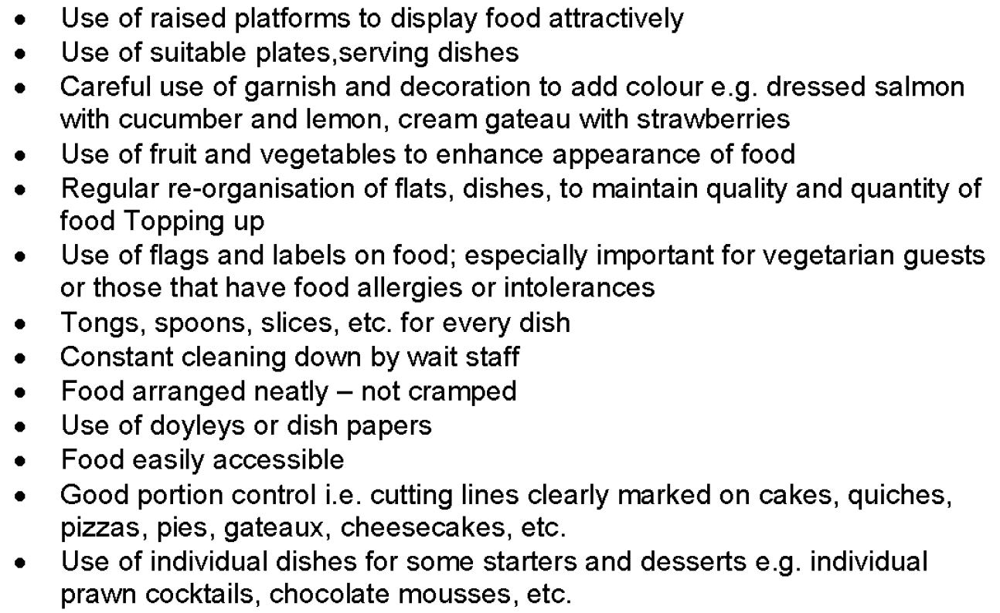 • Use of raised platforms to display food attractively
• Use of suitable plates,serving dishes
• Careful use of garnish and decoration to add colour e.g. dressed salmon
with cucumber and lemon, cream gateau with strawberries
• Use of fruit and vegetables to enhance appearance of food
• Regular re-organisation of flats, dishes, to maintain quality and quantity of
food Topping up
• Use of flags and labels on food; especially important for vegetarian guests
or those that have food allergies or intolerances
• Tongs, spoons, slices, etc. for every dish
• Constant cleaning down by wait staff
• Food arranged neatly – not cramped
• Use of doyleys or dish papers
• Food easily accessible
• Good portion control i.e. cutting lines clearly marked on cakes, quiches,
pizzas, pies, gateaux, cheesecakes, etc.
• Use of individual dishes for some starters and desserts e.g. individual
prawn cocktails, chocolate mousses, etc.